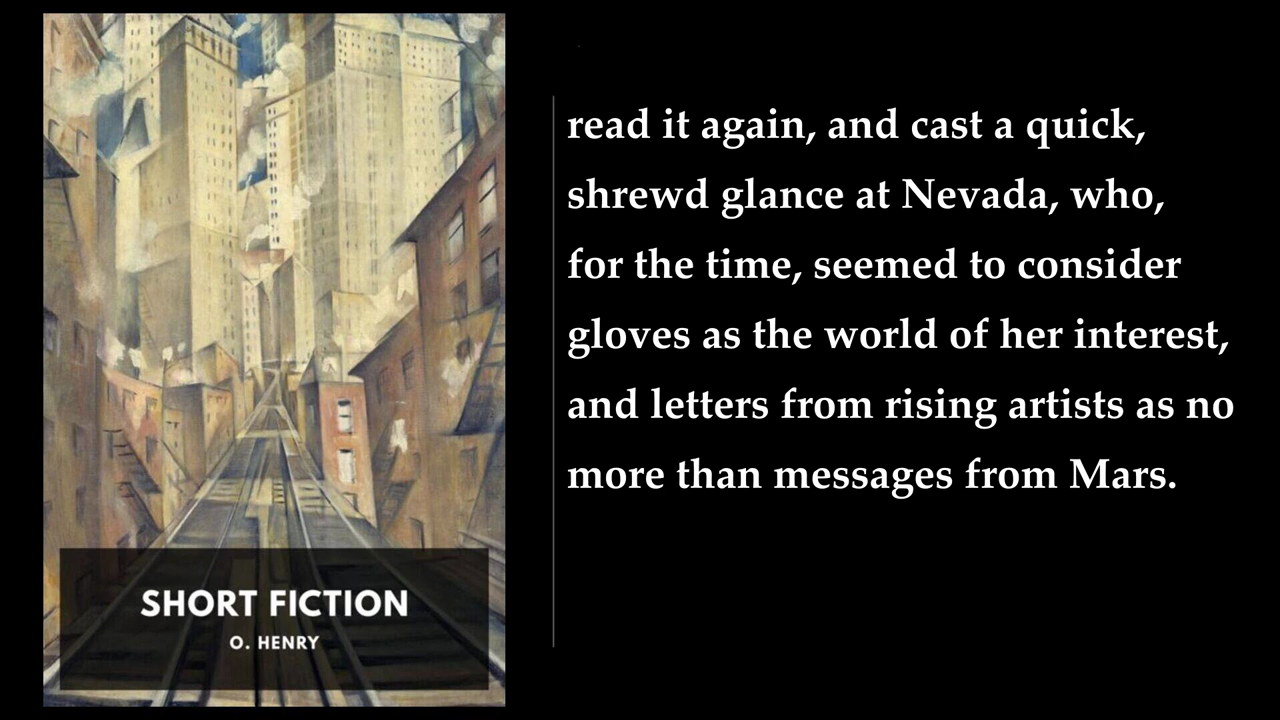 read it again, and cast a quick,
shrewd glance at Nevada, who,
for the time, seemed to consider
gloves as the world of her interest,
and letters from rising artists as no
more than messages from Mars.
SHORT FICTION
O. HENRY